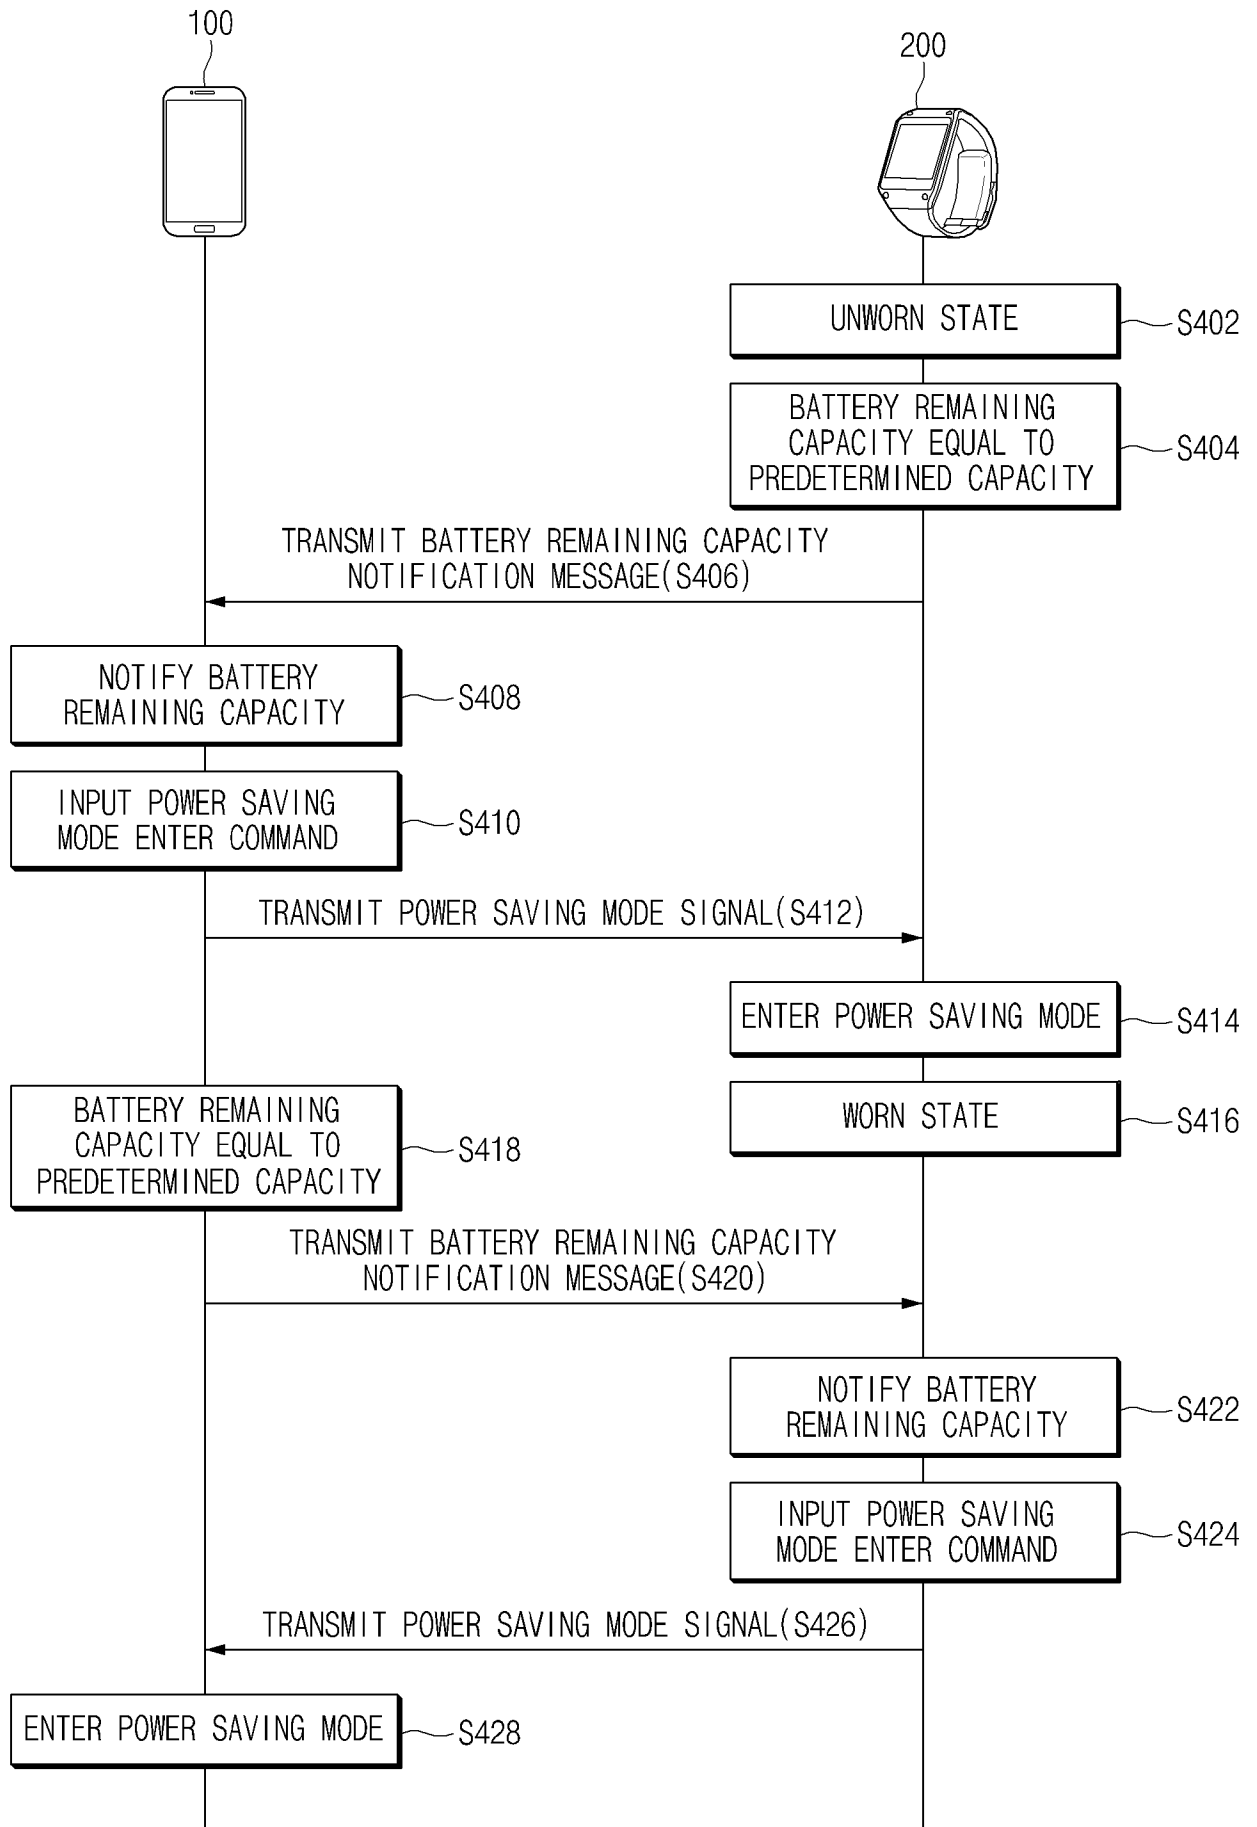 100
200
UNWORN STATE
S402
BATTERY REMAINING
CAPACITY EQUAL TO
PREDETERMINED CAPACITY
S404
TRANSMIT BATTERY REMAINING CAPACITY
NOTIFICATION MESSAGE(S406)
NOTIFY BATTERY
REMAINING CAPACITY
S408
INPUT POWER SAVING
MODE ENTER COMMAND
S410
TRANSMIT POWER SAVING MODE SIGNAL(S412)
ENTER POWER SAVING MODE
S414
WORN STATE
S416
BATTERY REMAINING
CAPACITY EQUAL TO
PREDETERMINED CAPACITY
S418
TRANSMIT BATTERY REMAINING CAPACITY
NOTIFICATION MESSAGE(S420)
NOTIFY BATTERY
REMAINING CAPACITY
S422
INPUT POWER SAVING
MODE ENTER COMMAND
S424
TRANSMIT POWER SAVING MODE SIGNAL(S426)
ENTER POWER SAVING MODE
S428